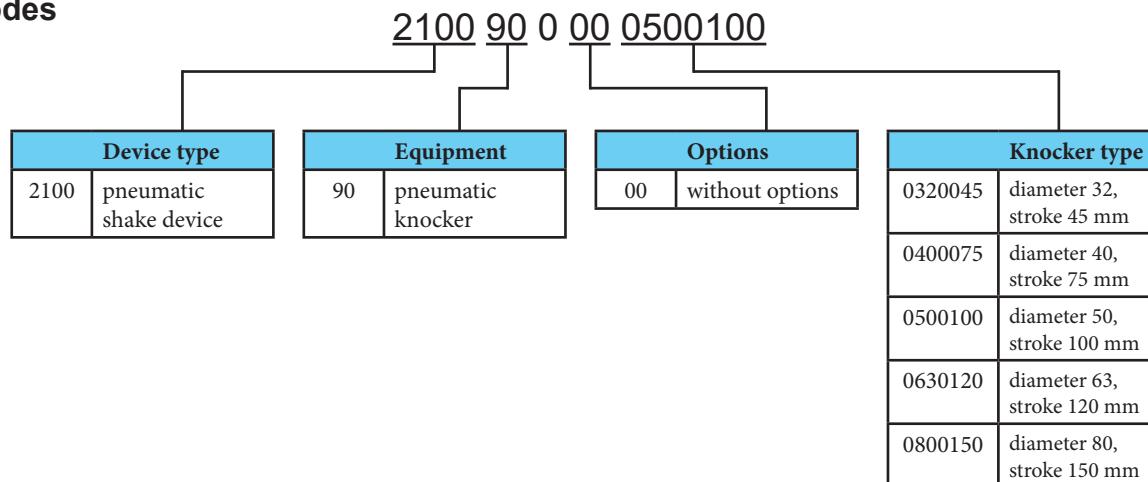 2100 90 0 00 0500100
Device type
2100 pneumatic
shake device
Equipment
90 pneumatic
knocker
Options
00 without options
Knocker type
0320045 diameter 32,
stroke 45 mm
0400075 diameter 40,
stroke 75 mm
0500100 diameter 50,
stroke 100 mm
0630120 diameter 63,
stroke 120 mm
0800150 diameter 80,
stroke 150 mm